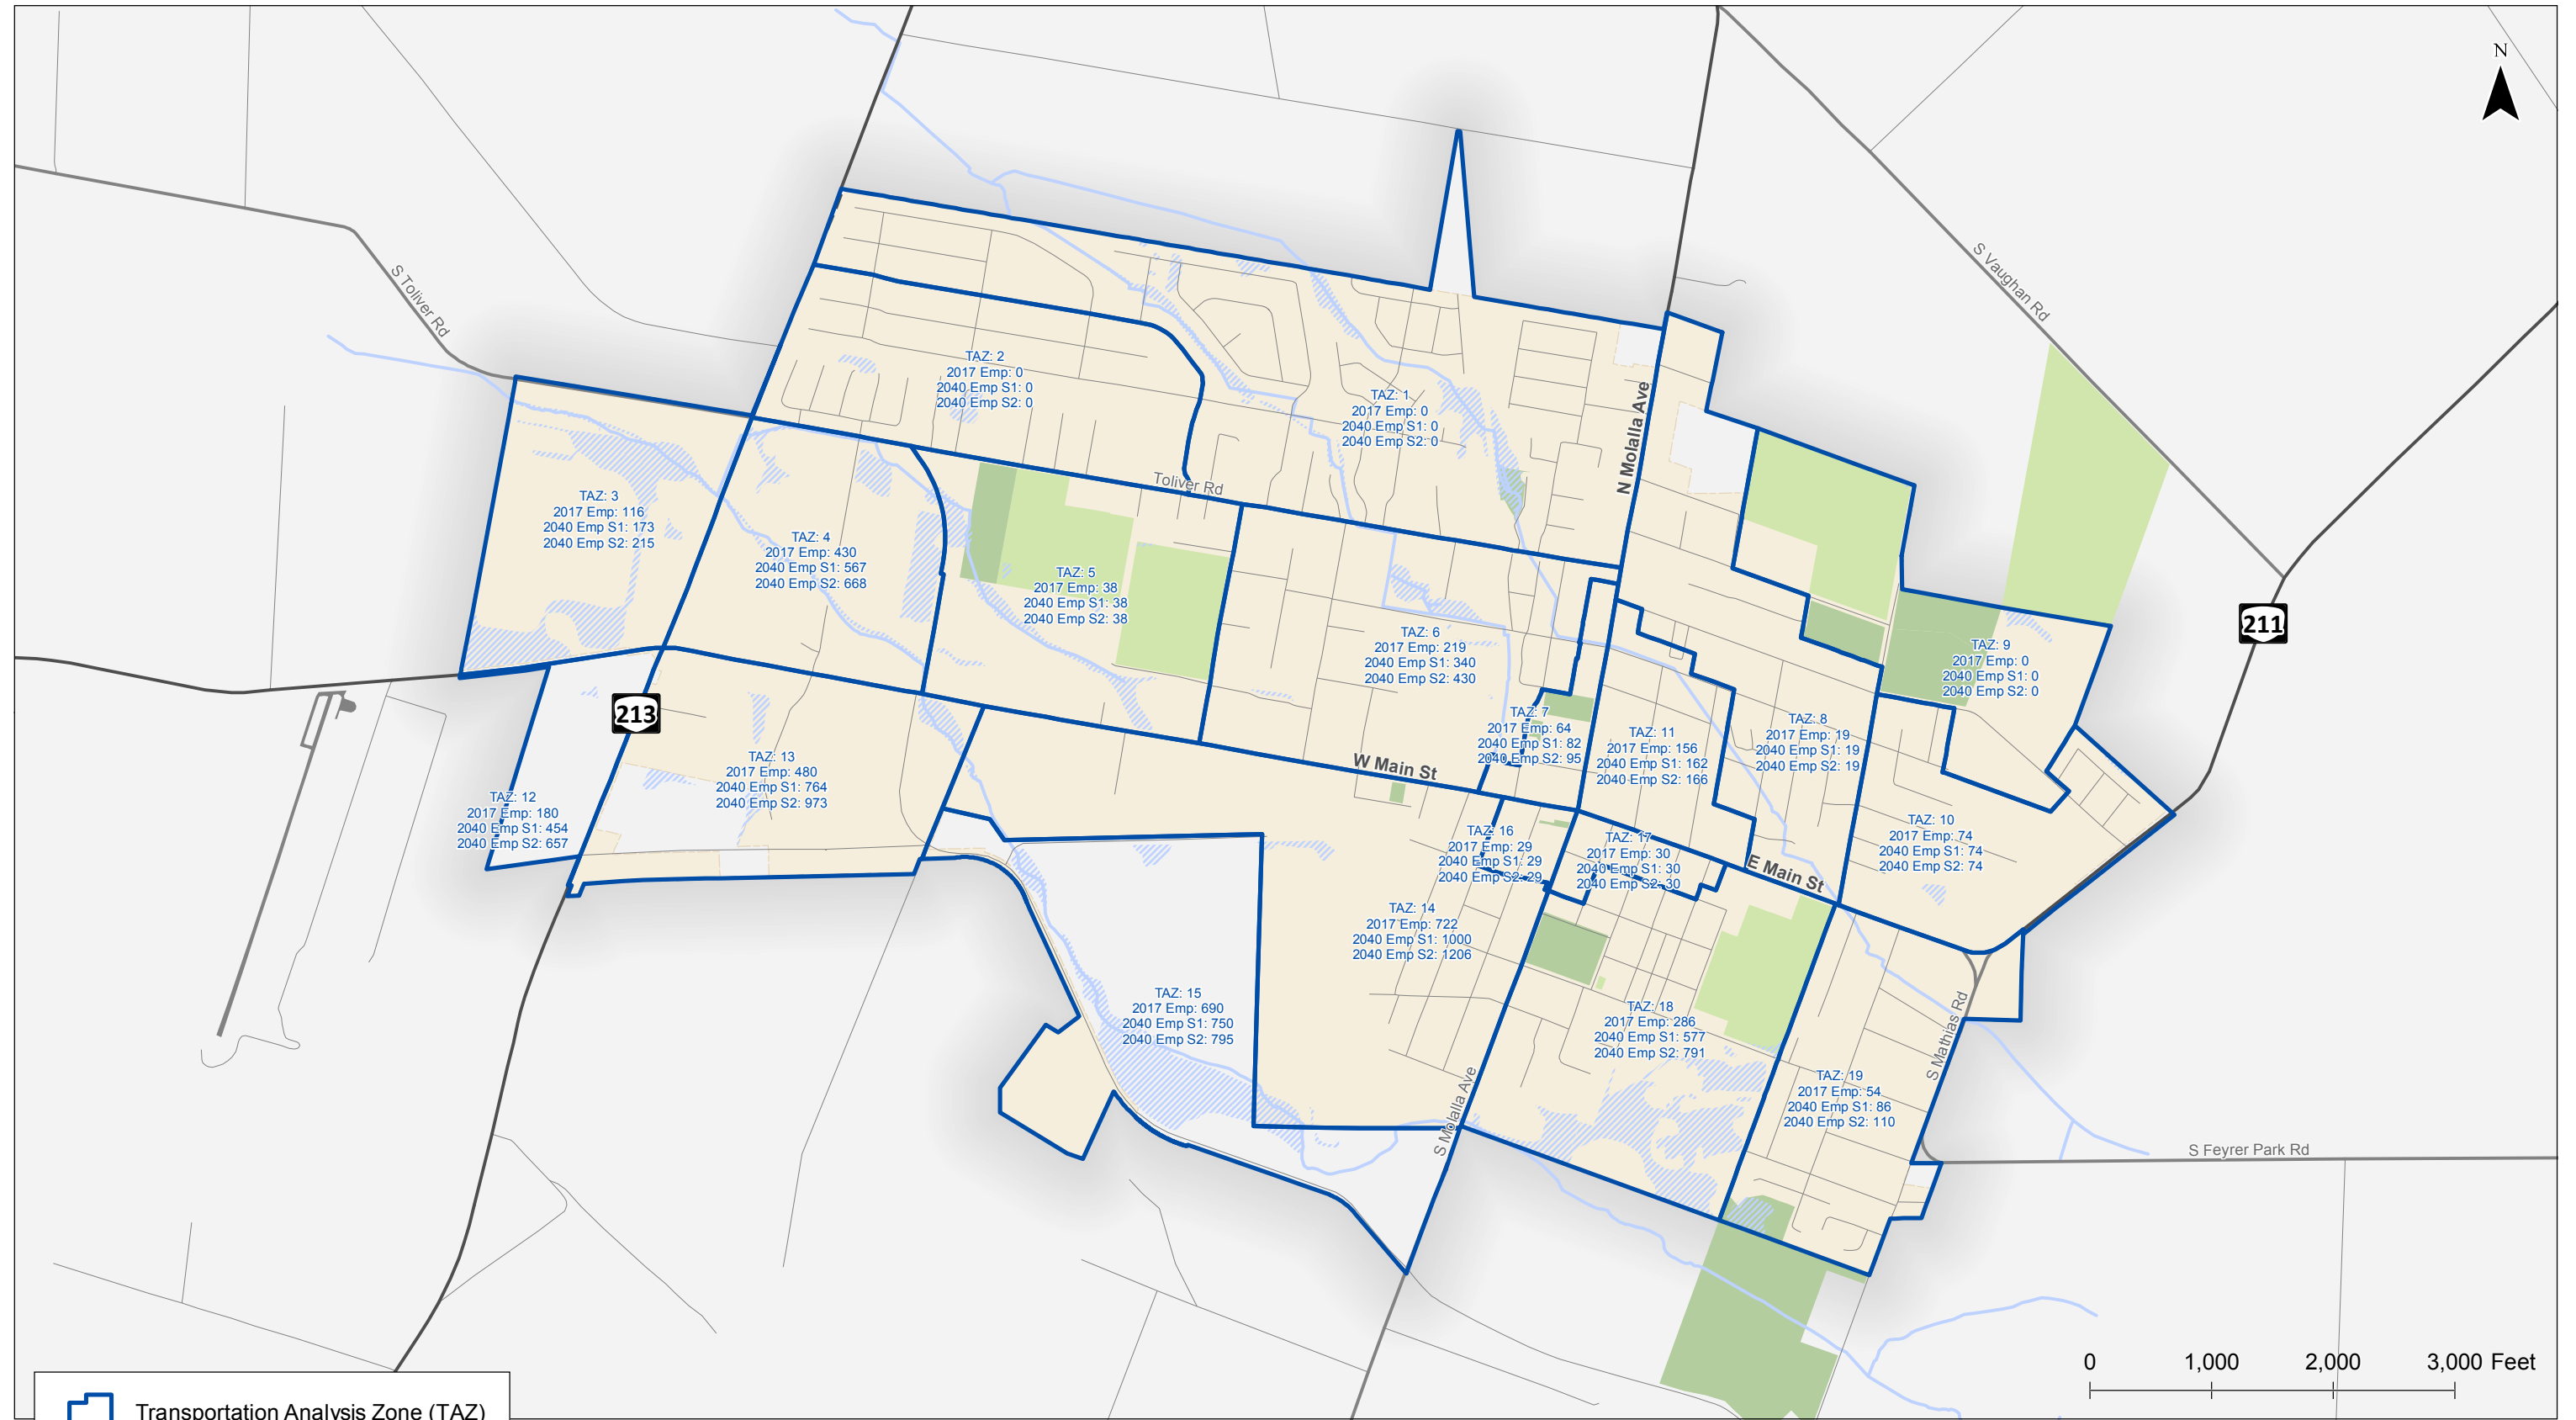 N
S Toliver Rd
S Vaughan Rd
N Molalla Ave
TAZ: 2
2017 Emp: 0
2040 Emp S1: 0
2040 Emp S2: 0
TAZ: 1
2017 Emp: 0
2040 Emp S1: 0
2040 Emp S2: 0
Toliver Rd
TAZ: 3
2017 Emp: 116
2040 Emp S1: 173
2040 Emp S2: 215
TAZ: 4
2017 Emp: 430
2040 Emp S1: 567
2040 Emp S2: 668
TAZ: 5
2017 Emp: 38
2040 Emp S1: 38
2040 Emp S2: 38
TAZ: 6
2017 Emp: 219
2040 Emp S1: 340
2040 Emp S2: 430
211
TAZ: 9
2017 Emp: 0
2040 Emp S1: 0
2040 Emp S2: 0
213
TAZ: 7
2017 Emp: 64
2040 Emp S1: 82
2040 Emp S2: 95
TAZ: 11
2017 Emp: 156
2040 Emp S1: 162
2040 Emp S2: 166
TAZ: 8
2017 Emp: 19
2040 Emp S1: 19
2040 Emp S2: 19
W Main St
TAZ: 13
2017 Emp: 480
2040 Emp S1: 764
2040 Emp S2: 973
TAZ: 12
2017 Emp: 180
2040 Emp S1: 454
2040 Emp S2: 657
TAZ: 16
2017 Emp: 29
2040 Emp S1: 29
2040 Emp S2: 29
TAZ: 17
2017 Emp: 30
2040 Emp S1: 30
2040 Emp S2: 30
E Main St
TAZ: 10
2017 Emp: 74
2040 Emp S1: 74
2040 Emp S2: 74
TAZ: 14
2017 Emp: 722
2040 Emp S1: 1000
2040 Emp S2: 1206
TAZ: 15
2017 Emp: 690
2040 Emp S1: 750
2040 Emp S2: 795
TAZ: 18
2017 Emp: 286
2040 Emp S1: 577
2040 Emp S2: 791
S Mathias Rd
S Molalla Ave
TAZ: 19
2017 Emp: 54
2040 Emp S1: 86
2040 Emp S2: 110
S Feyrer Park Rd
0 1,000 2,000 3,000 Feet
Transportation Analysis Zone (TAZ)